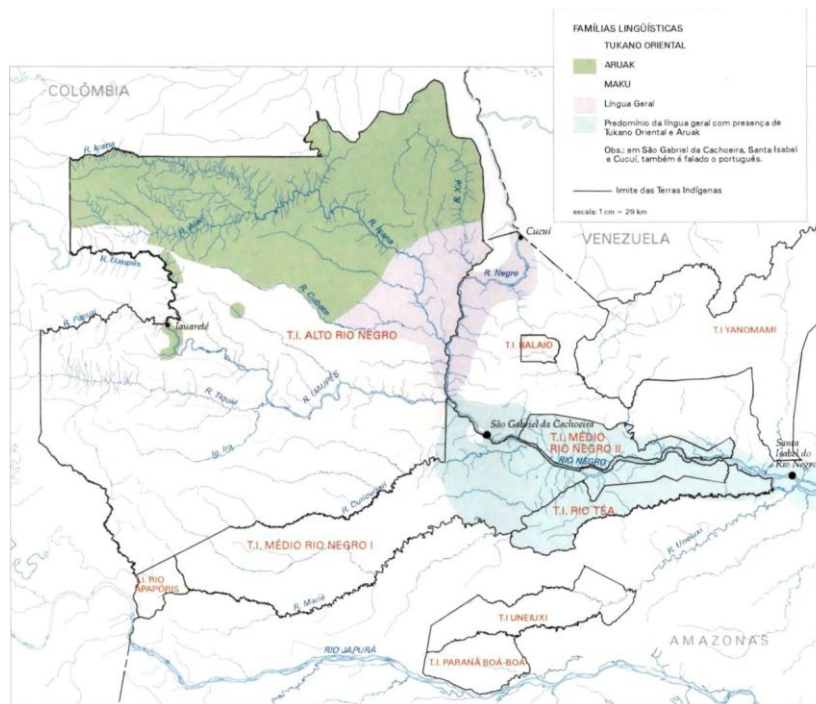 FAMÍLIAS LINGÜÍSTICAS
TUKANO ORIENTAL
ARUAK
MAKU
Língua Geral
Predomínio da língua geral com presença de
Tukano Oriental e Aruak
Obs.: em São Gabriel da Cachoeira, Santa Isabel
e Cucuí, também é falado o português.
limite das Terras Indígenas
escala: 1 cm = 29 km
COLÔMBIA
R. Içana
R. Xié
R. Aiari
R. Içana
Cucuí
VENEZUELA
R. Uaupés
R. Negro
R. Cubate
R. Papuri
Iauaretê
T.I. ALTO RIO NEGRO
T.I. BALAIO
T.I YANOMAMI
R. UAUPÉS
R. Tiquié
São Gabriel da Cachoeira
T.I. MÉDIO
RIO NEGRO II
RIO NEGRO
Santa
Isabel do
Rio Negro
Ig. Ira
R. Curicuriari
T.I. RIO TÉA
T.I. MÉDIO RIO NEGRO I
R. Uneiuxi
T.I. RIO
APAPÓRIS
R. Marié
T.I UNEIUXI
AMAZONAS
RIO JAPURÁ
T.I. PARANÁ BOÁ-BOÁ